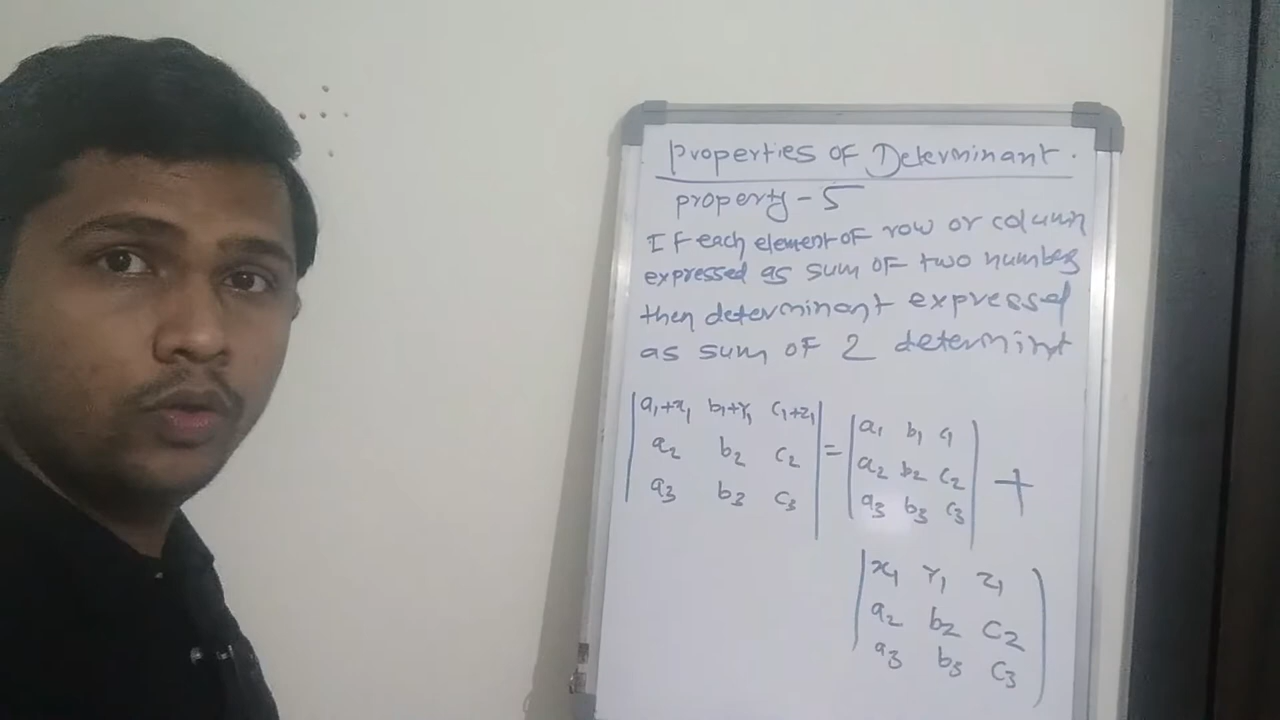 Properties of Determinant.
property - 5
If each element of row or column
expressed as sum of two numbers
then determinant expressed
as sum of 2 determint
|a₁+x₁ b₁+y₁ c₁+z₁| = |a₁ b₁ c₁| +
|a₂ b₂ c₂| |a₂ b₂ c₂|
|a₃ b₃ c₃| |a₃ b₃ c₃|
|x₁ y₁ z₁|
|a₂ b₂ c₂|
|a₃ b₃ c₃|